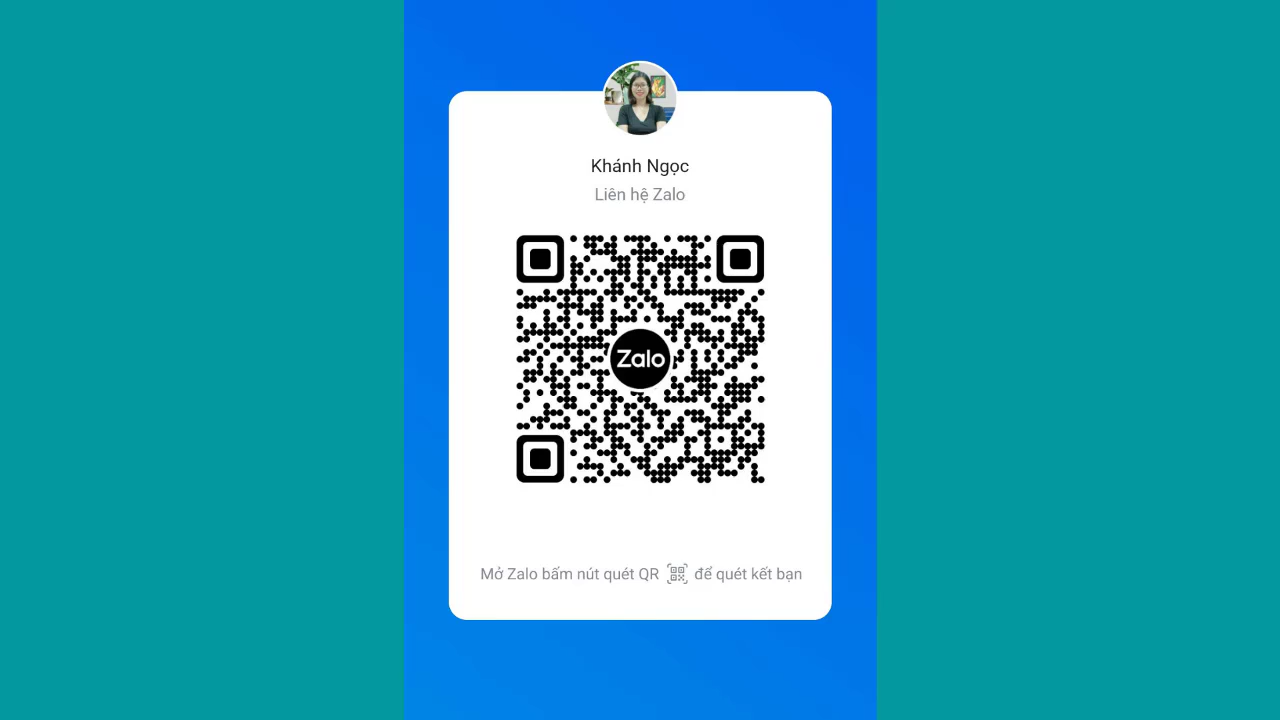 Khánh Ngọc
Liên hệ Zalo
Zalo
Mở Zalo bấm nút quét QR để quét kết bạn